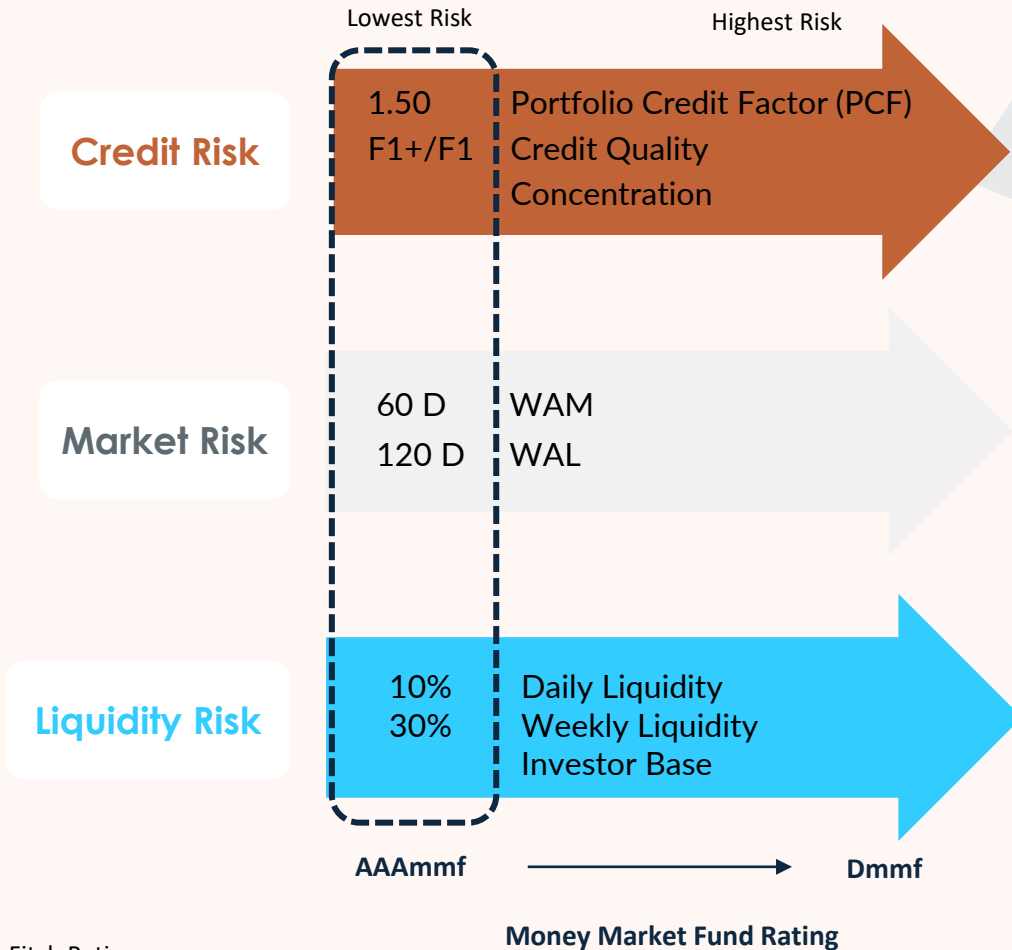 Lowest Risk Highest Risk
Credit Risk
1.50 Portfolio Credit Factor (PCF)
F1+/F1 Credit Quality
Concentration
Market Risk
60 D WAM
120 D WAL
Liquidity Risk
10% Daily Liquidity
30% Weekly Liquidity
Investor Base
AAAmmf Dmmf
Money Market Fund Rating